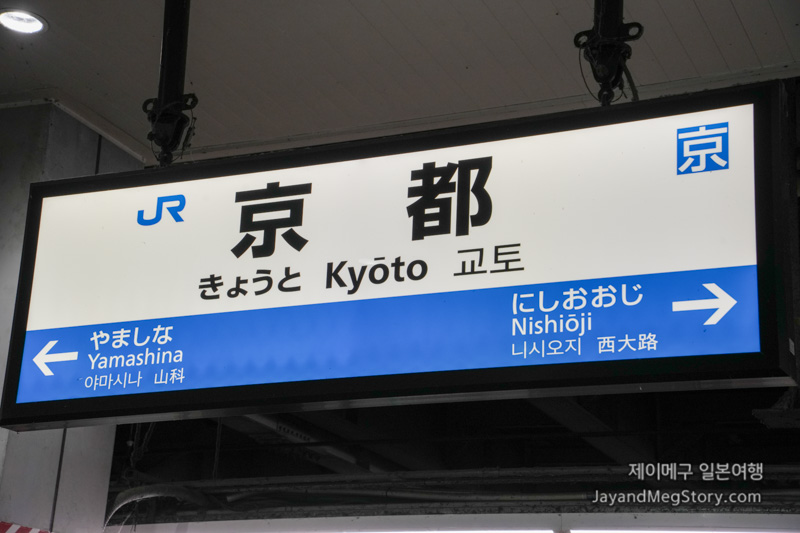 JR 京都 京
きょうと Kyōto 교토
← やましな
Yamashina
야마시나 山科
にしおおじ →
Nishiōji
니시오지 西大路
제이메구 일본여행
JayandMegStory.com